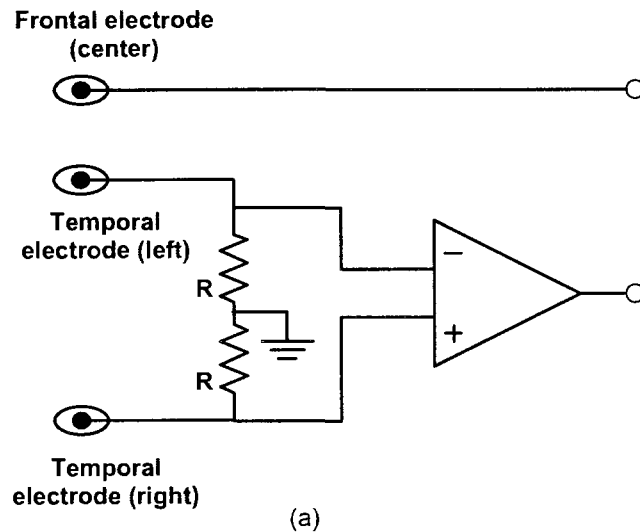 Frontal electrode
(center)
Temporal
electrode (left)
R
−
+
R
Temporal
electrode (right)
(a)